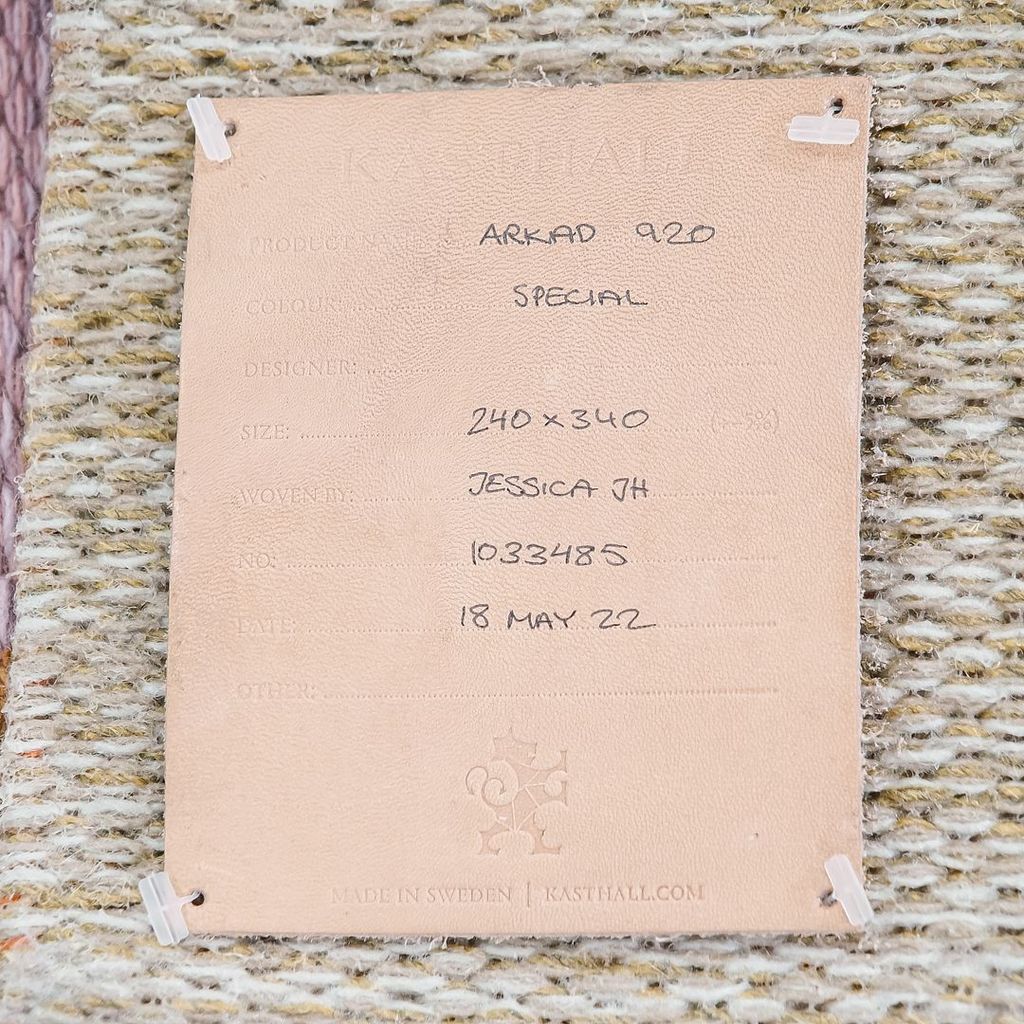 KASTHALL
PRODUCT: ARKAD 920
COLOUR: SPECIAL
DESIGNER:
SIZE: 240 x 340 (+-5%)
WOVEN BY: JESSICA JH
NO: 1033485
DATE: 18 MAY 22
OTHER:
MADE IN SWEDEN | KASTHALL.COM